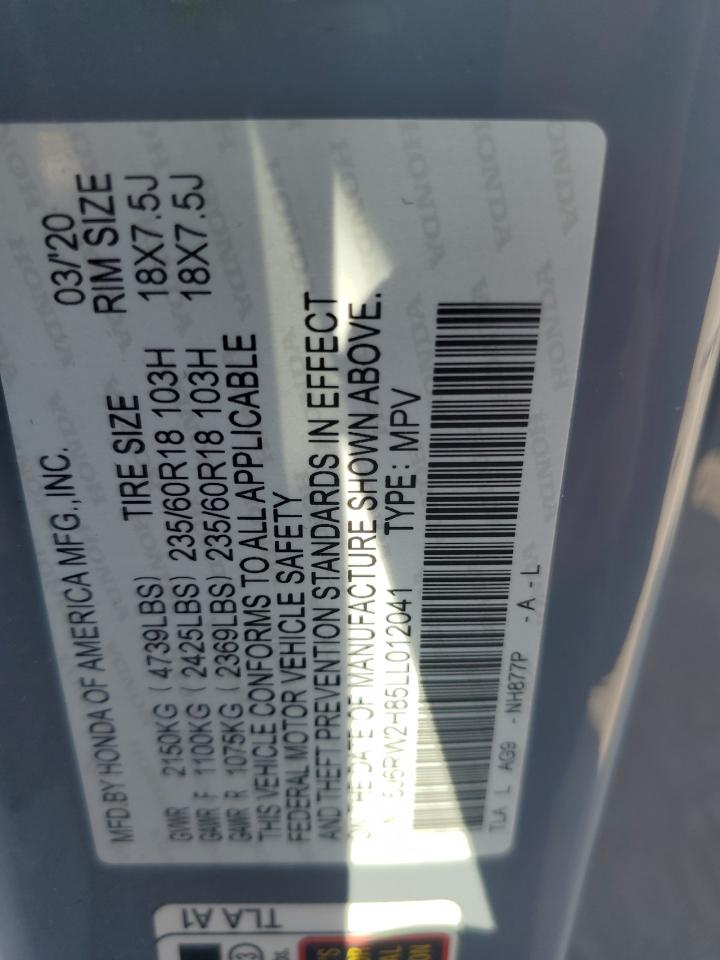 MFD.BY HONDA OF AMERICA MFG.,INC. 03/'20
TIRE SIZE RIM SIZE
GVWR 2150KG (4739LBS)
GAWR F 1100KG (2425LBS) 235/60R18 103H 18X7.5J
GAWR R 1075KG (2369LBS) 235/60R18 103H 18X7.5J
THIS VEHICLE CONFORMS TO ALL APPLICABLE
FEDERAL MOTOR VEHICLE SAFETY
AND THEFT PREVENTION STANDARDS IN EFFECT
ON THE DATE OF MANUFACTURE SHOWN ABOVE.
5J6RW2H85LL012041 TYPE: MPV
TLA L AG9 -NH877P -A-L
TLA A1